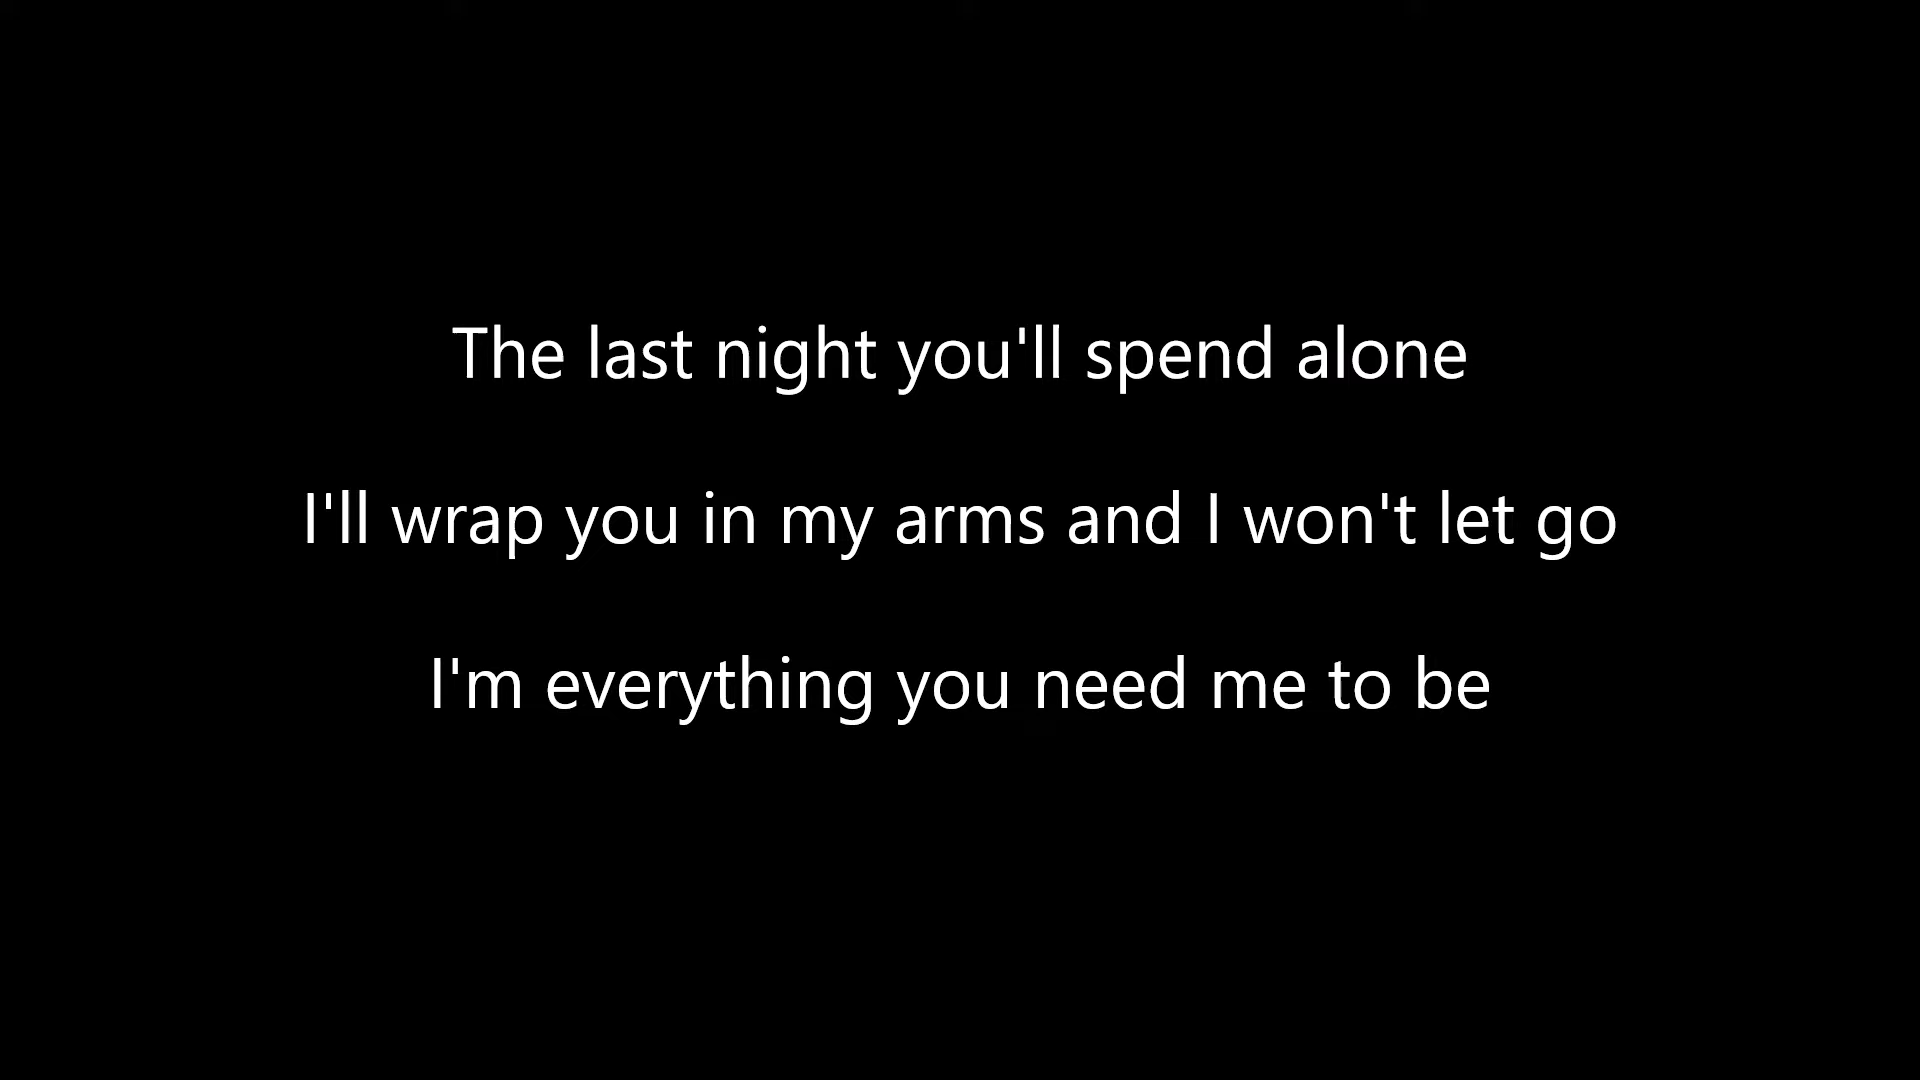 The last night you'll spend alone
I'll wrap you in my arms and I won't let go
I'm everything you need me to be